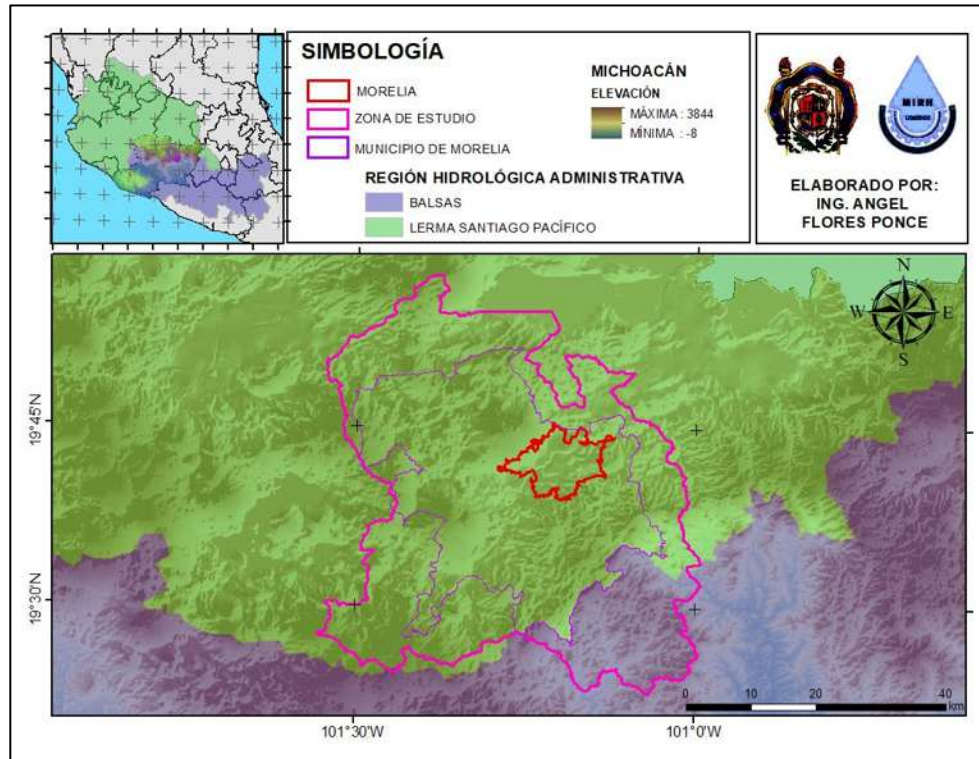 SIMBOLOGÍA
MORELIA
ZONA DE ESTUDIO
MUNICIPIO DE MORELIA
MICHOACÁN
ELEVACIÓN
MÁXIMA : 3844
MÍNIMA : -8
REGIÓN HIDROLÓGICA ADMINISTRATIVA
BALSAS
LERMA SANTIAGO PACÍFICO
MIRH
ELABORADO POR:
ING. ANGEL
FLORES PONCE
N
W E
S
19°45'N
19°30'N
0 10 20 40
km
101°30'W
101°0'W